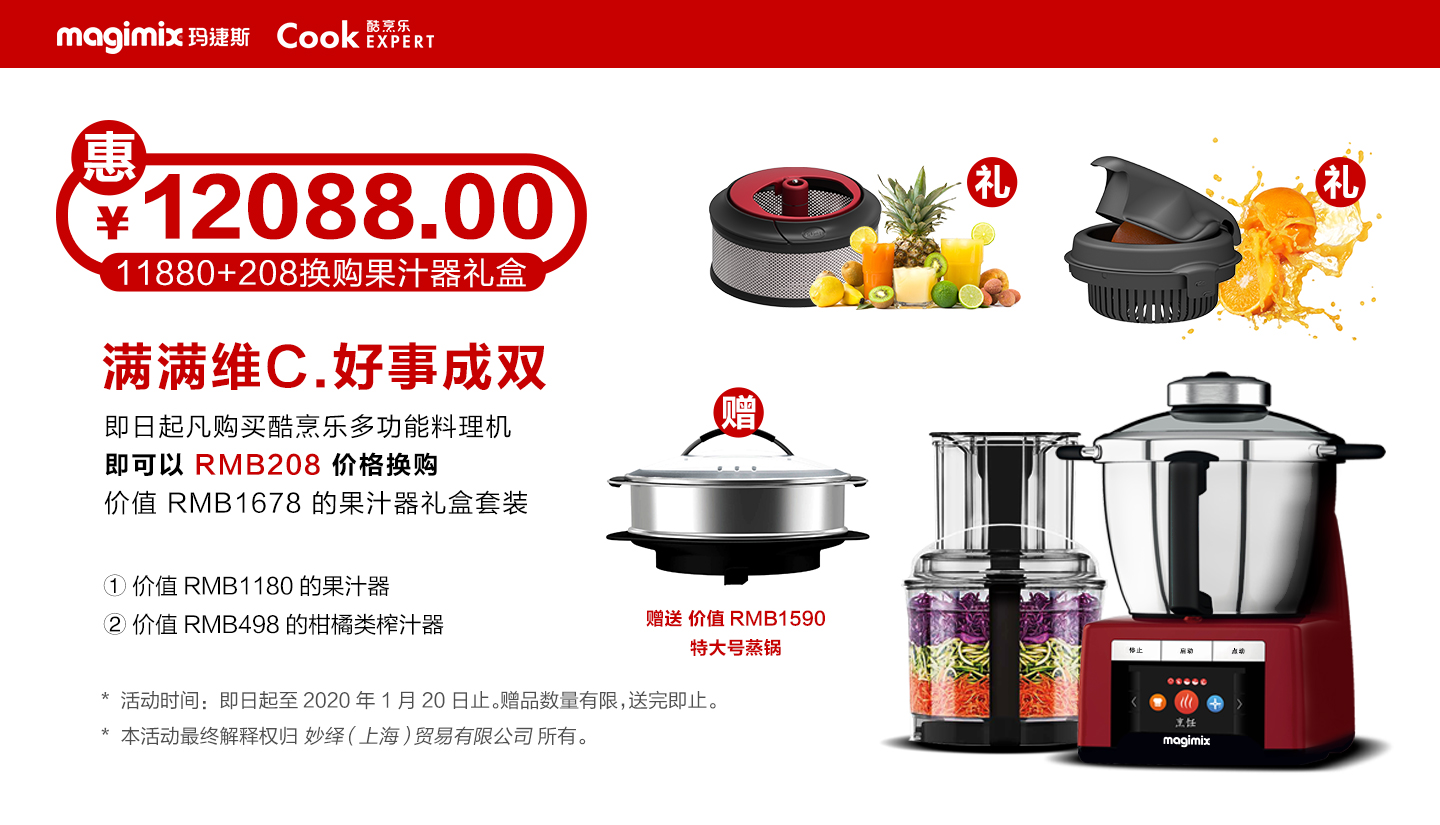 magimix 玛捷斯 Cook 酷烹乐 EXPERT
惠
¥ 12088.00
11880+208换购果汁器礼盒
礼
礼
满满维C.好事成双
即日起凡购买酷烹乐多功能料理机
即可以 RMB208 价格换购
价值 RMB1678 的果汁器礼盒套装
① 价值 RMB1180 的果汁器
② 价值 RMB498 的柑橘类榨汁器
赠
赠送 价值 RMB1590
特大号蒸锅
停止 启动 点动
烹饪
magimix
* 活动时间：即日起至 2020 年 1 月 20 日止。赠品数量有限，送完即止。
* 本活动最终解释权归 妙绎（上海）贸易有限公司 所有。